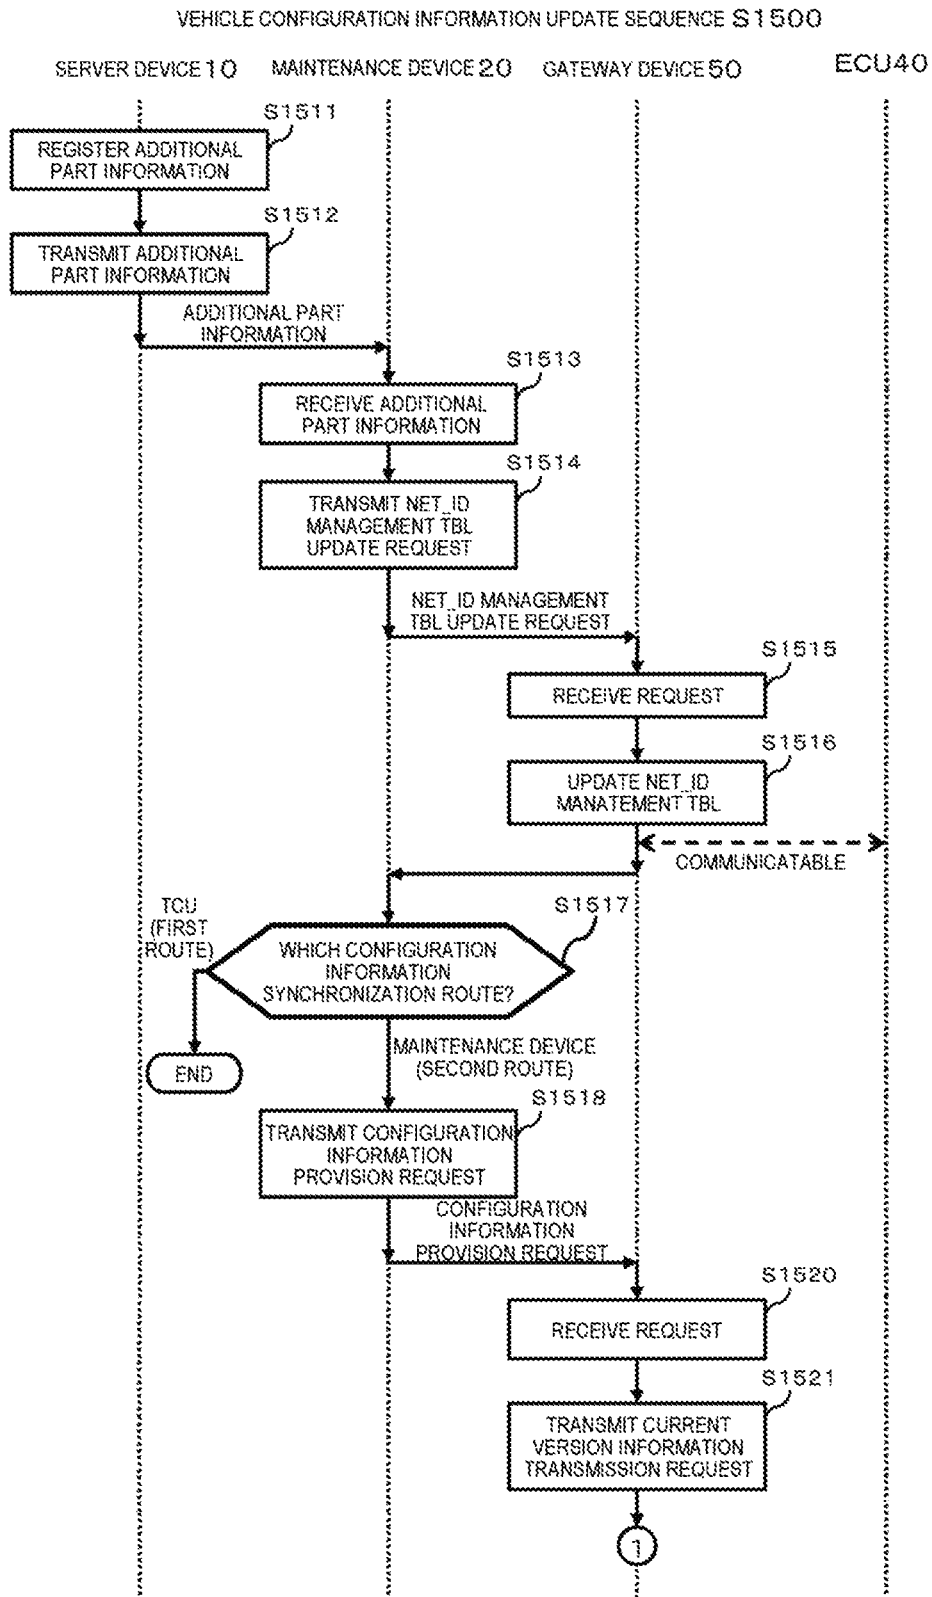 VEHICLE CONFIGURATION INFORMATION UPDATE SEQUENCE S1500
SERVER DEVICE 10
MAINTENANCE DEVICE 20
GATEWAY DEVICE 50
ECU40
S1511
REGISTER ADDITIONAL
PART INFORMATION
S1512
TRANSMIT ADDITIONAL
PART INFORMATION
ADDITIONAL PART
INFORMATION
S1513
RECEIVE ADDITIONAL
PART INFORMATION
S1514
TRANSMIT NET_ID
MANAGEMENT TBL
UPDATE REQUEST
NET_ID MANAGEMENT
TBL UPDATE REQUEST
S1515
RECEIVE REQUEST
S1516
UPDATE NET_ID
MANATEMENT TBL
COMMUNICATABLE
S1517
TCU
(FIRST
ROUTE)
WHICH CONFIGURATION
INFORMATION
SYNCHRONIZATION ROUTE?
END
MAINTENANCE DEVICE
(SECOND ROUTE)
S1518
TRANSMIT CONFIGURATION
INFORMATION
PROVISION REQUEST
CONFIGURATION
INFORMATION
PROVISION REQUEST
S1520
RECEIVE REQUEST
S1521
TRANSMIT CURRENT
VERSION INFORMATION
TRANSMISSION REQUEST
1